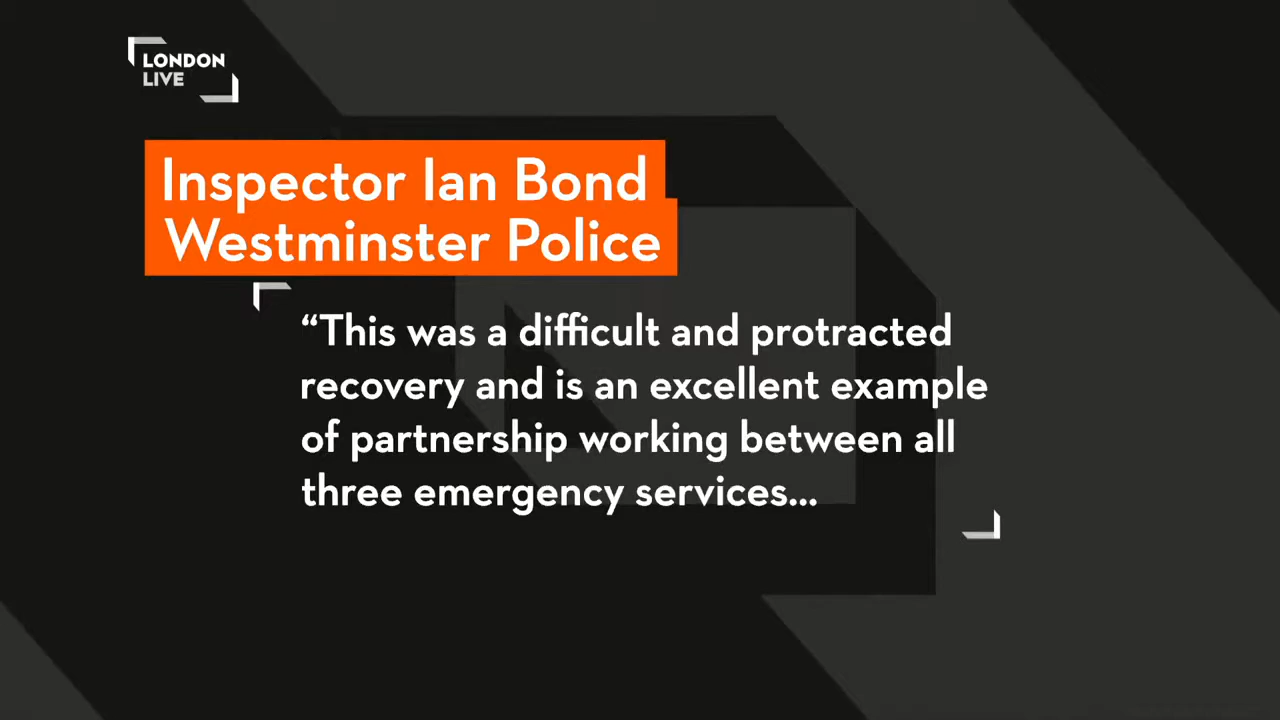 LONDON
LIVE
Inspector Ian Bond
Westminster Police
“This was a difficult and protracted
recovery and is an excellent example
of partnership working between all
three emergency services...